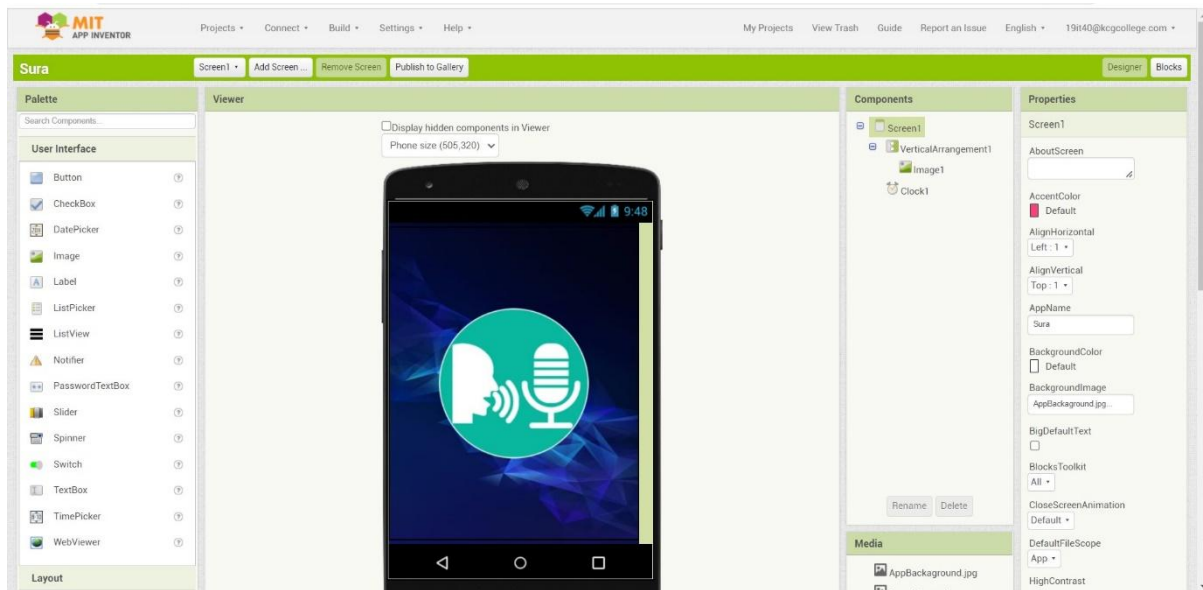 MIT
APP INVENTOR
Projects Connect Build Settings Help
My Projects View Trash Guide Report an Issue English 19it40@kcgcollege.com
Sura
Screen1 Add Screen ... Remove Screen Publish to Gallery
Designer Blocks
Palette
Search Components...
User Interface
Button
CheckBox
DatePicker
Image
Label
ListPicker
ListView
Notifier
PasswordTextBox
Slider
Spinner
Switch
TextBox
TimePicker
WebViewer
Layout
Viewer
Display hidden components in Viewer
Phone size (505,320)
9:48
Components
Screen1
VerticalArrangement1
Image1
Clock1
Rename Delete
Media
AppBackaground.jpg
Properties
Screen1
AboutScreen
AccentColor
Default
AlignHorizontal
Left : 1
AlignVertical
Top : 1
AppName
Sura
BackgroundColor
Default
BackgroundImage
AppBackaground.jpg...
BigDefaultText
BlocksToolkit
All
CloseScreenAnimation
Default
DefaultFileScope
App
HighContrast